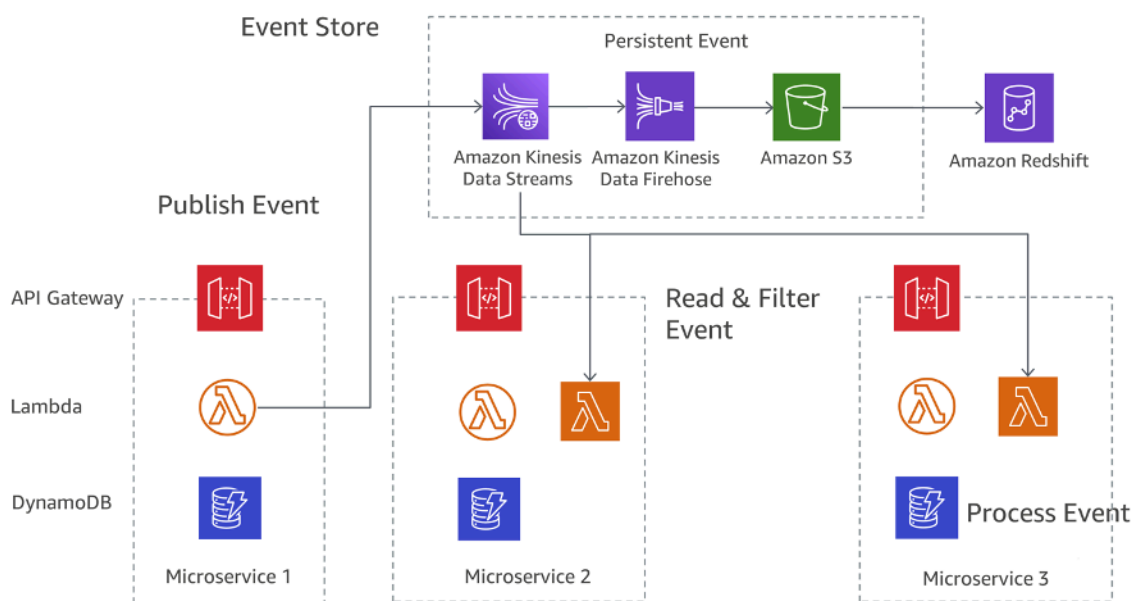 Event Store
Persistent Event
Amazon Kinesis
Data Streams
Amazon Kinesis
Data Firehose
Amazon S3
Amazon Redshift
Publish Event
API Gateway
Read & Filter
Event
Lambda
DynamoDB
Process Event
Microservice 1
Microservice 2
Microservice 3